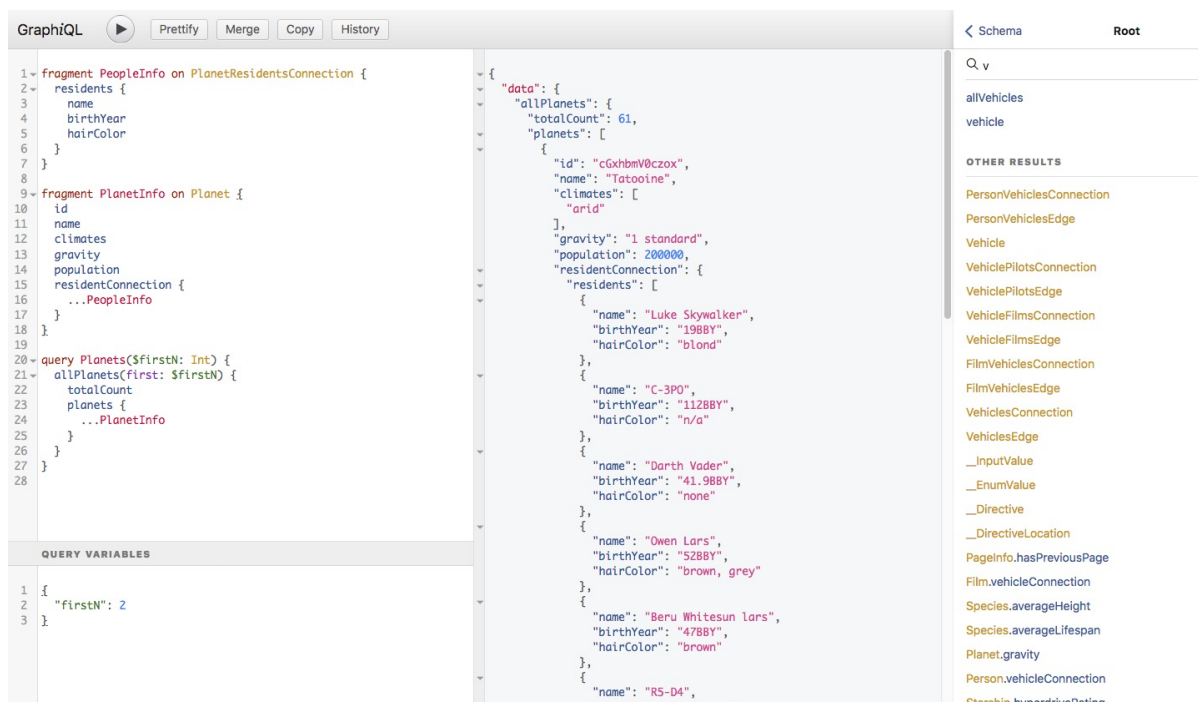 GraphiQL Prettify Merge Copy History
1 fragment PeopleInfo on PlanetResidentsConnection {
2 residents {
3 name
4 birthYear
5 hairColor
6 }
7 }
8
9 fragment PlanetInfo on Planet {
10 id
11 name
12 climates
13 gravity
14 population
15 residentConnection {
16 ...PeopleInfo
17 }
18 }
19
20 query Planets($firstN: Int) {
21 allPlanets(first: $firstN) {
22 totalCount
23 planets {
24 ...PlanetInfo
25 }
26 }
27 }
28
QUERY VARIABLES
1 {
2 "firstN": 2
3 }
{
"data": {
"allPlanets": {
"totalCount": 61,
"planets": [
{
"id": "cGxhbmV0czox",
"name": "Tatooine",
"climates": [
"arid"
],
"gravity": "1 standard",
"population": 200000,
"residentConnection": {
"residents": [
{
"name": "Luke Skywalker",
"birthYear": "19BBY",
"hairColor": "blond"
},
{
"name": "C-3PO",
"birthYear": "112BBY",
"hairColor": "n/a"
},
{
"name": "Darth Vader",
"birthYear": "41.9BBY",
"hairColor": "none"
},
{
"name": "Owen Lars",
"birthYear": "52BBY",
"hairColor": "brown, grey"
},
{
"name": "Beru Whitesun lars",
"birthYear": "47BBY",
"hairColor": "brown"
},
{
"name": "R5-D4",
Schema Root
v
allVehicles
vehicle
OTHER RESULTS
PersonVehiclesConnection
PersonVehiclesEdge
Vehicle
VehiclePilotsConnection
VehiclePilotsEdge
VehicleFilmsConnection
VehicleFilmsEdge
FilmVehiclesConnection
FilmVehiclesEdge
VehiclesConnection
VehiclesEdge
__InputValue
__EnumValue
__Directive
__DirectiveLocation
PageInfo.hasPreviousPage
Film.vehicleConnection
Species.averageHeight
Species.averageLifespan
Planet.gravity
Person.vehicleConnection
Starship.hyperdriveRating